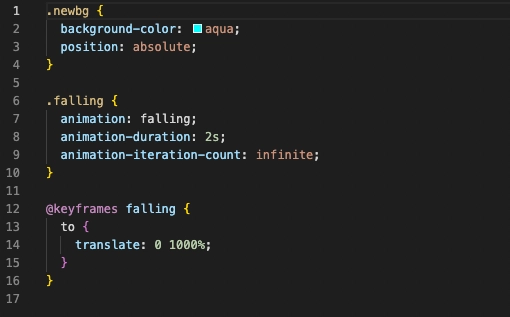 1 .newbg {
2 background-color: aqua;
3 position: absolute;
4 }
5
6 .falling {
7 animation: falling;
8 animation-duration: 2s;
9 animation-iteration-count: infinite;
10 }
11
12 @keyframes falling {
13 to {
14 translate: 0 1000%;
15 }
16 }
17